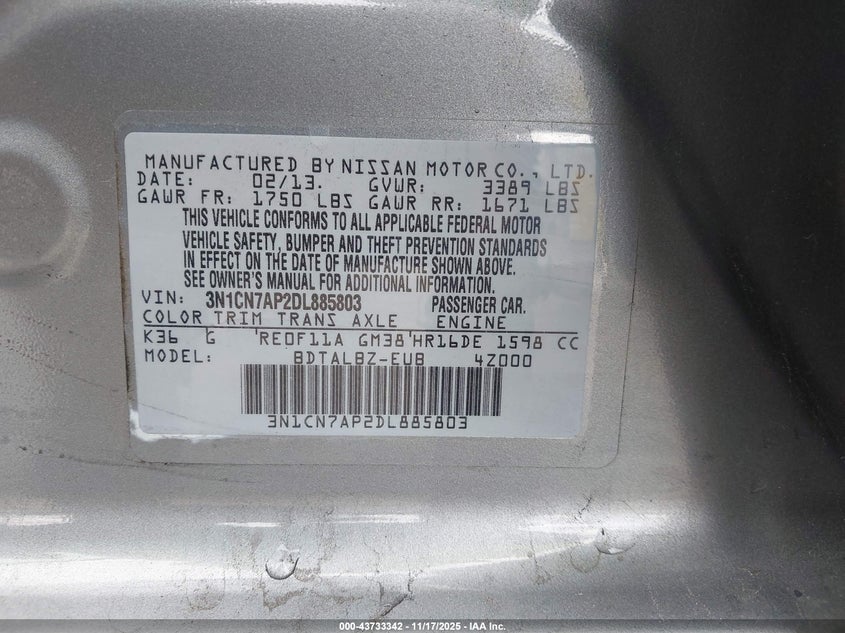 MANUFACTURED BY NISSAN MOTOR CO., LTD.
DATE: 02/13. GVWR: 3389 LBS
GAWR FR: 1750 LBS GAWR RR: 1671 LBS
THIS VEHICLE CONFORMS TO ALL APPLICABLE FEDERAL MOTOR
VEHICLE SAFETY, BUMPER AND THEFT PREVENTION STANDARDS
IN EFFECT ON THE DATE OF MANUFACTURE SHOWN ABOVE.
SEE OWNER'S MANUAL FOR ADDITIONAL INFORMATION.
VIN: 3N1CN7AP2DL885803 PASSENGER CAR.
COLOR TRIM TRANS AXLE ENGINE
K36 G 'RE0F11A GM38'HR16DE 1598 CC
MODEL: BDTALBZ-EUB 4Z000
3N1CN7AP2DL885803
000-43733342 - 11/17/2025 - IAA Inc.